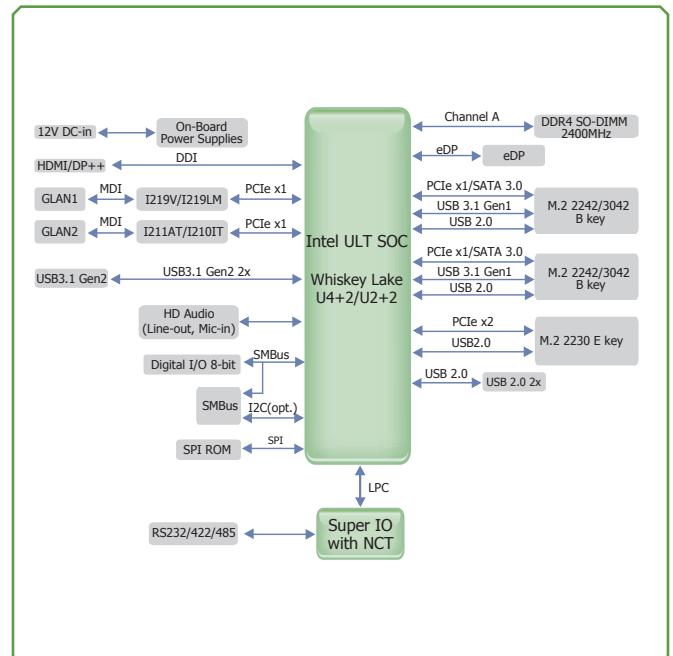 12V DC-in
On-Board
Power Supplies
HDMI/DP++
DDI
GLAN1
MDI
I219V/I219LM
PCIe x1
GLAN2
MDI
I211AT/I210IT
PCIe x1
USB3.1 Gen2
USB3.1 Gen2 2x
HD Audio
(Line-out, Mic-in)
Digital I/O 8-bit
SMBus
SMBus
I2C(opt.)
SPI ROM
SPI
Intel ULT SOC
Whiskey Lake
U4+2/U2+2
Channel A
DDR4 SO-DIMM
2400MHz
eDP
eDP
PCIe x1/SATA 3.0
USB 3.1 Gen1
USB 2.0
M.2 2242/3042
B key
PCIe x1/SATA 3.0
USB 3.1 Gen1
USB 2.0
M.2 2242/3042
B key
PCIe x2
USB2.0
M.2 2230 E key
USB 2.0
USB 2.0 2x
LPC
RS232/422/485
Super IO
with NCT